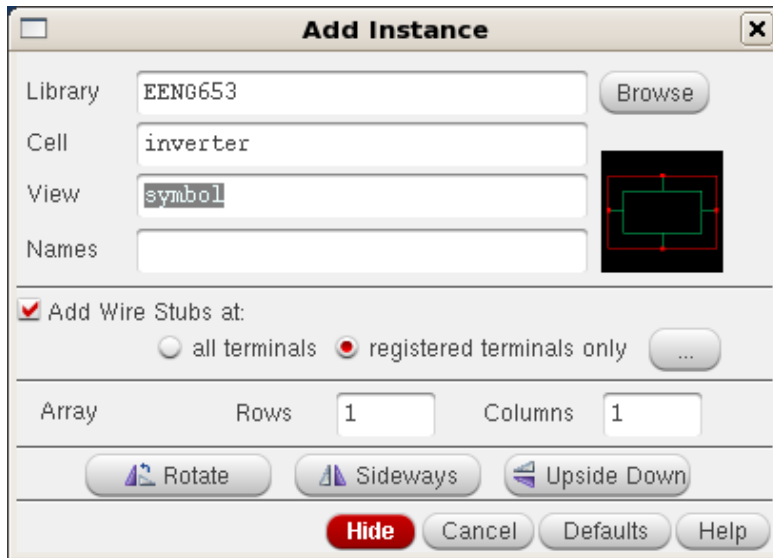 Add Instance
Library EENG653 Browse
Cell inverter
View symbol
Names
Add Wire Stubs at:
all terminals registered terminals only ...
Array Rows 1 Columns 1
Rotate Sideways Upside Down
Hide Cancel Defaults Help